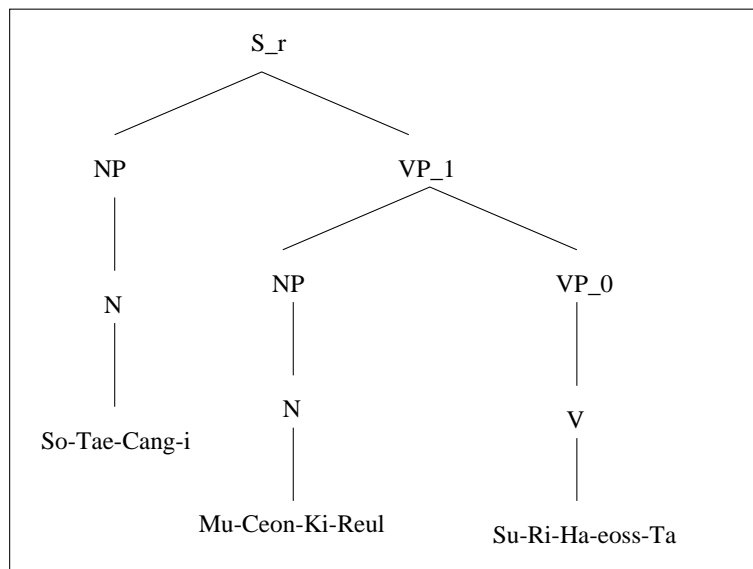 S_r
NP VP_1
NP VP_0
N
N V
So-Tae-Cang-i
Mu-Ceon-Ki-Reul Su-Ri-Ha-eoss-Ta